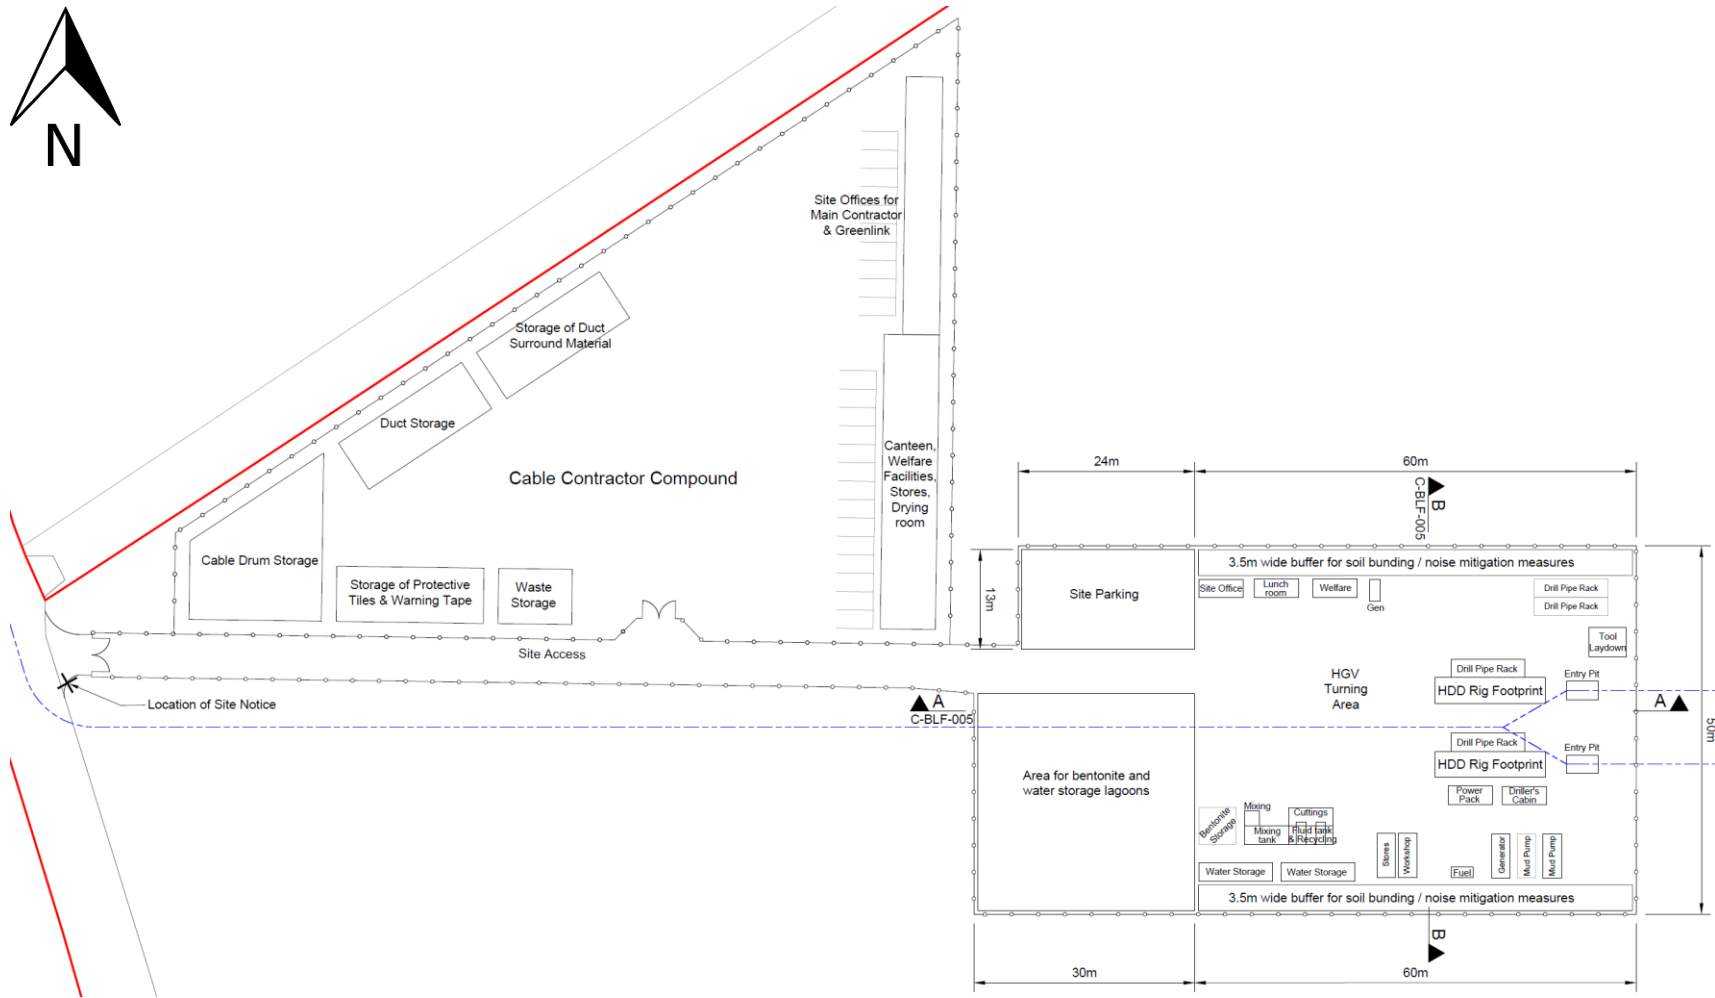 N
Site Offices for
Main Contractor
& Greenlink
Storage of Duct
Surround Material
Duct Storage
Cable Contractor Compound
Canteen,
Welfare
Facilities,
Stores,
Drying
room
Cable Drum Storage
Storage of Protective
Tiles & Warning Tape
Waste
Storage
Site Access
Location of Site Notice
24m
60m
B
C-BLF-005
13m
50m
Site Parking
3.5m wide buffer for soil bunding / noise mitigation measures
Site Office
Lunch
room
Welfare
Gen
Drill Pipe Rack
Drill Pipe Rack
Tool
Laydown
HGV
Turning
Area
Drill Pipe Rack
HDD Rig Footprint
Entry Pit
A
C-BLF-005
A
Drill Pipe Rack
HDD Rig Footprint
Entry Pit
Area for bentonite and
water storage lagoons
Power
Pack
Driller's
Cabin
Bentonite
Storage
Mixing
Mixing
tank
Cuttings
Fluid tank
& Recycling
Stores
Workshop
Generator
Mud Pump
Mud Pump
Fuel
Water Storage
Water Storage
3.5m wide buffer for soil bunding / noise mitigation measures
B
30m
60m